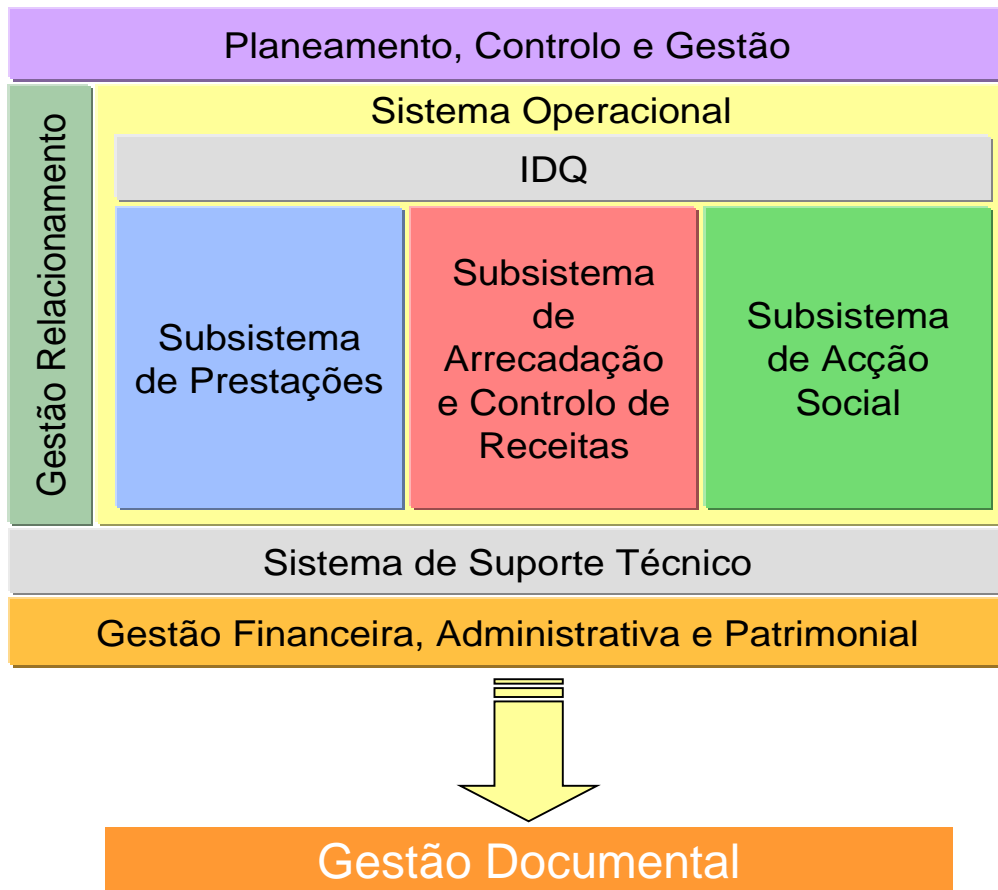 Planeamento, Controlo e Gestão
Gestão Relacionamento
Sistema Operacional
IDQ
Subsistema
de Prestações
Subsistema
de
Arrecadação
e Controlo de
Receitas
Subsistema
de Acção
Social
Sistema de Suporte Técnico
Gestão Financeira, Administrativa e Patrimonial
Gestão Documental